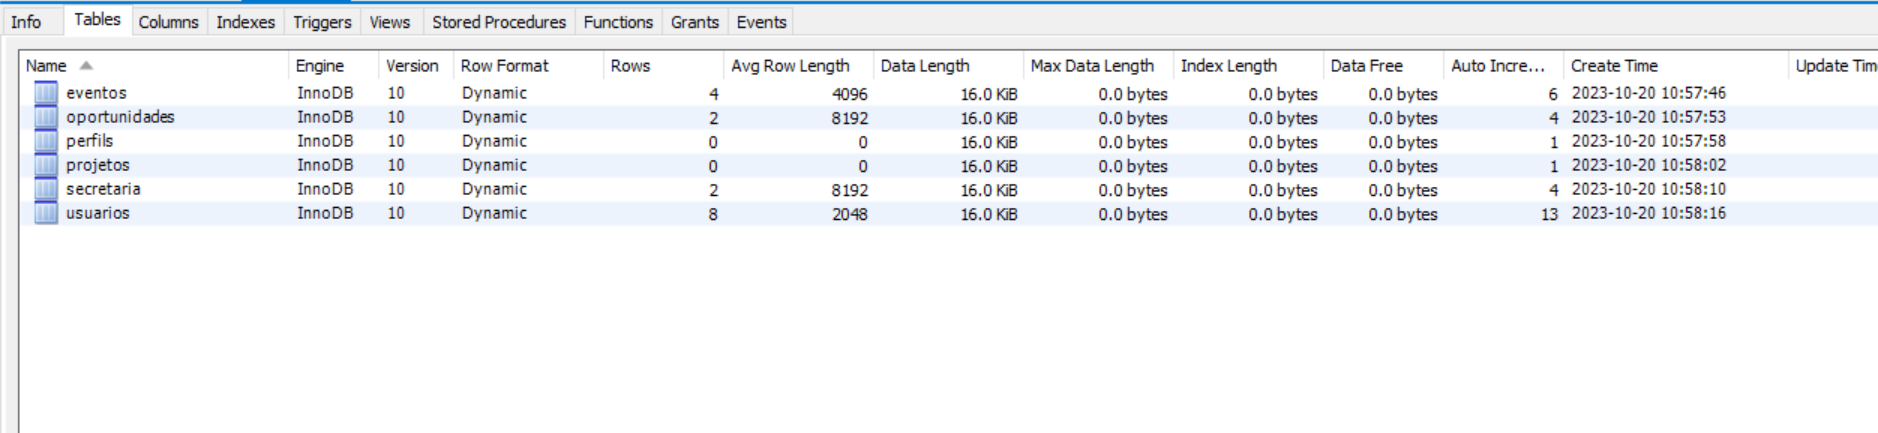 Info Tables Columns Indexes Triggers Views Stored Procedures Functions Grants Events
Name Engine Version Row Format Rows Avg Row Length Data Length Max Data Length Index Length Data Free Auto Incre... Create Time Update Tim
eventos InnoDB 10 Dynamic 4 4096 16.0 KiB 0.0 bytes 0.0 bytes 0.0 bytes 6 2023-10-20 10:57:46
oportunidades InnoDB 10 Dynamic 2 8192 16.0 KiB 0.0 bytes 0.0 bytes 0.0 bytes 4 2023-10-20 10:57:53
perfils InnoDB 10 Dynamic 0 0 16.0 KiB 0.0 bytes 0.0 bytes 0.0 bytes 1 2023-10-20 10:57:58
projetos InnoDB 10 Dynamic 0 0 16.0 KiB 0.0 bytes 0.0 bytes 0.0 bytes 1 2023-10-20 10:58:02
secretaria InnoDB 10 Dynamic 2 8192 16.0 KiB 0.0 bytes 0.0 bytes 0.0 bytes 4 2023-10-20 10:58:10
usuarios InnoDB 10 Dynamic 8 2048 16.0 KiB 0.0 bytes 0.0 bytes 0.0 bytes 13 2023-10-20 10:58:16